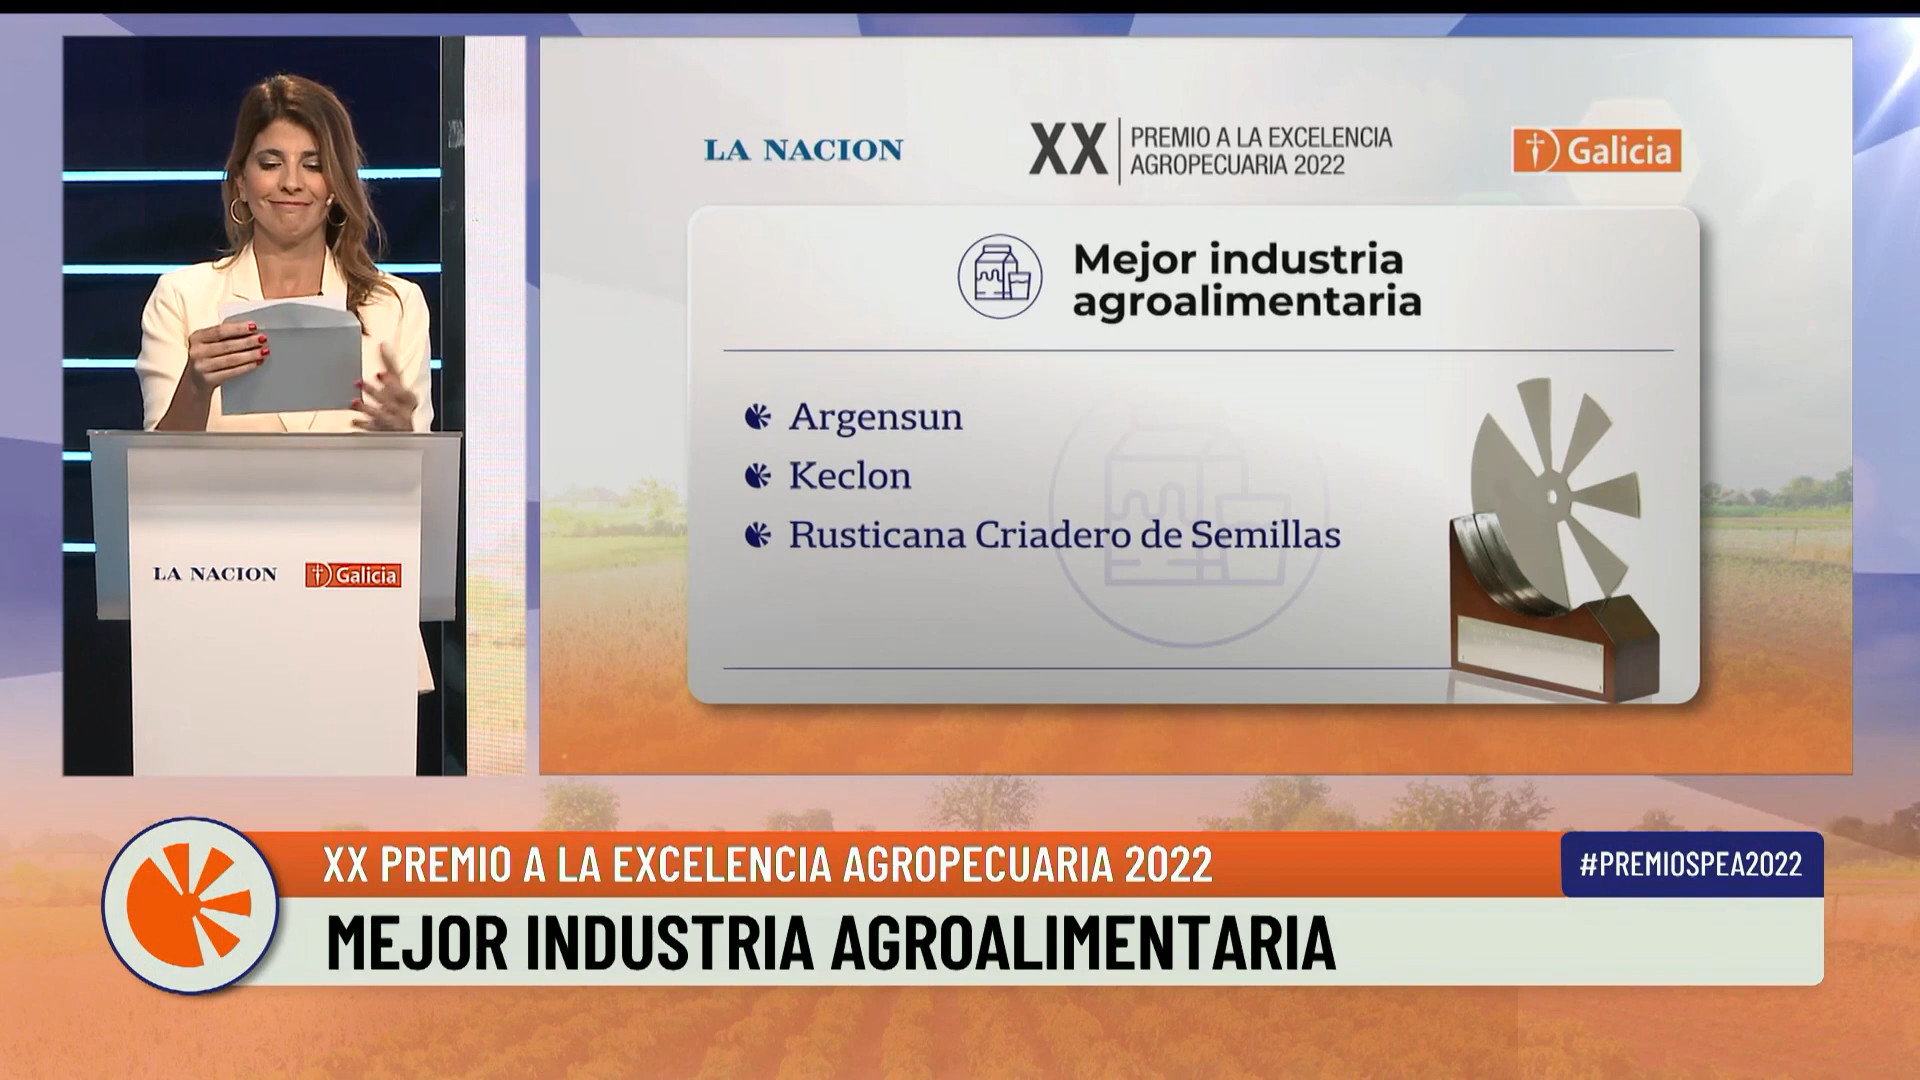 LA NACION
XX PREMIO A LA EXCELENCIA
AGROPECUARIA 2022
Galicia
Mejor industria
agroalimentaria
Argensun
Keclon
Rusticana Criadero de Semillas
LA NACION Galicia
XX PREMIO A LA EXCELENCIA AGROPECUARIA 2022
#PREMIOSPEA2022
MEJOR INDUSTRIA AGROALIMENTARIA